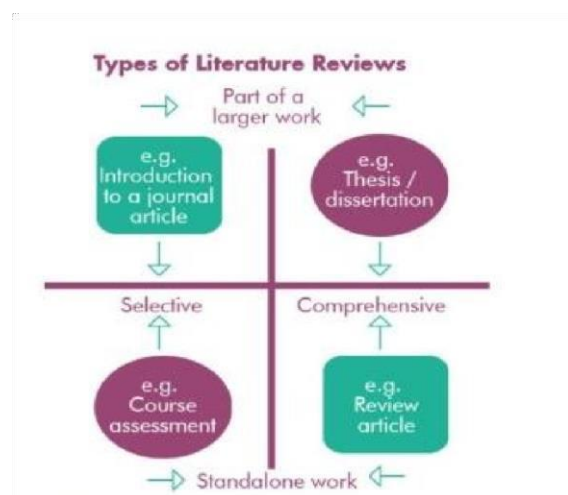 Types of Literature Reviews
Part of a
larger work
e.g.
Introduction
to a journal
article
e.g.
Thesis /
dissertation
Selective
Comprehensive
e.g.
Course
assessment
e.g.
Review
article
Standalone work